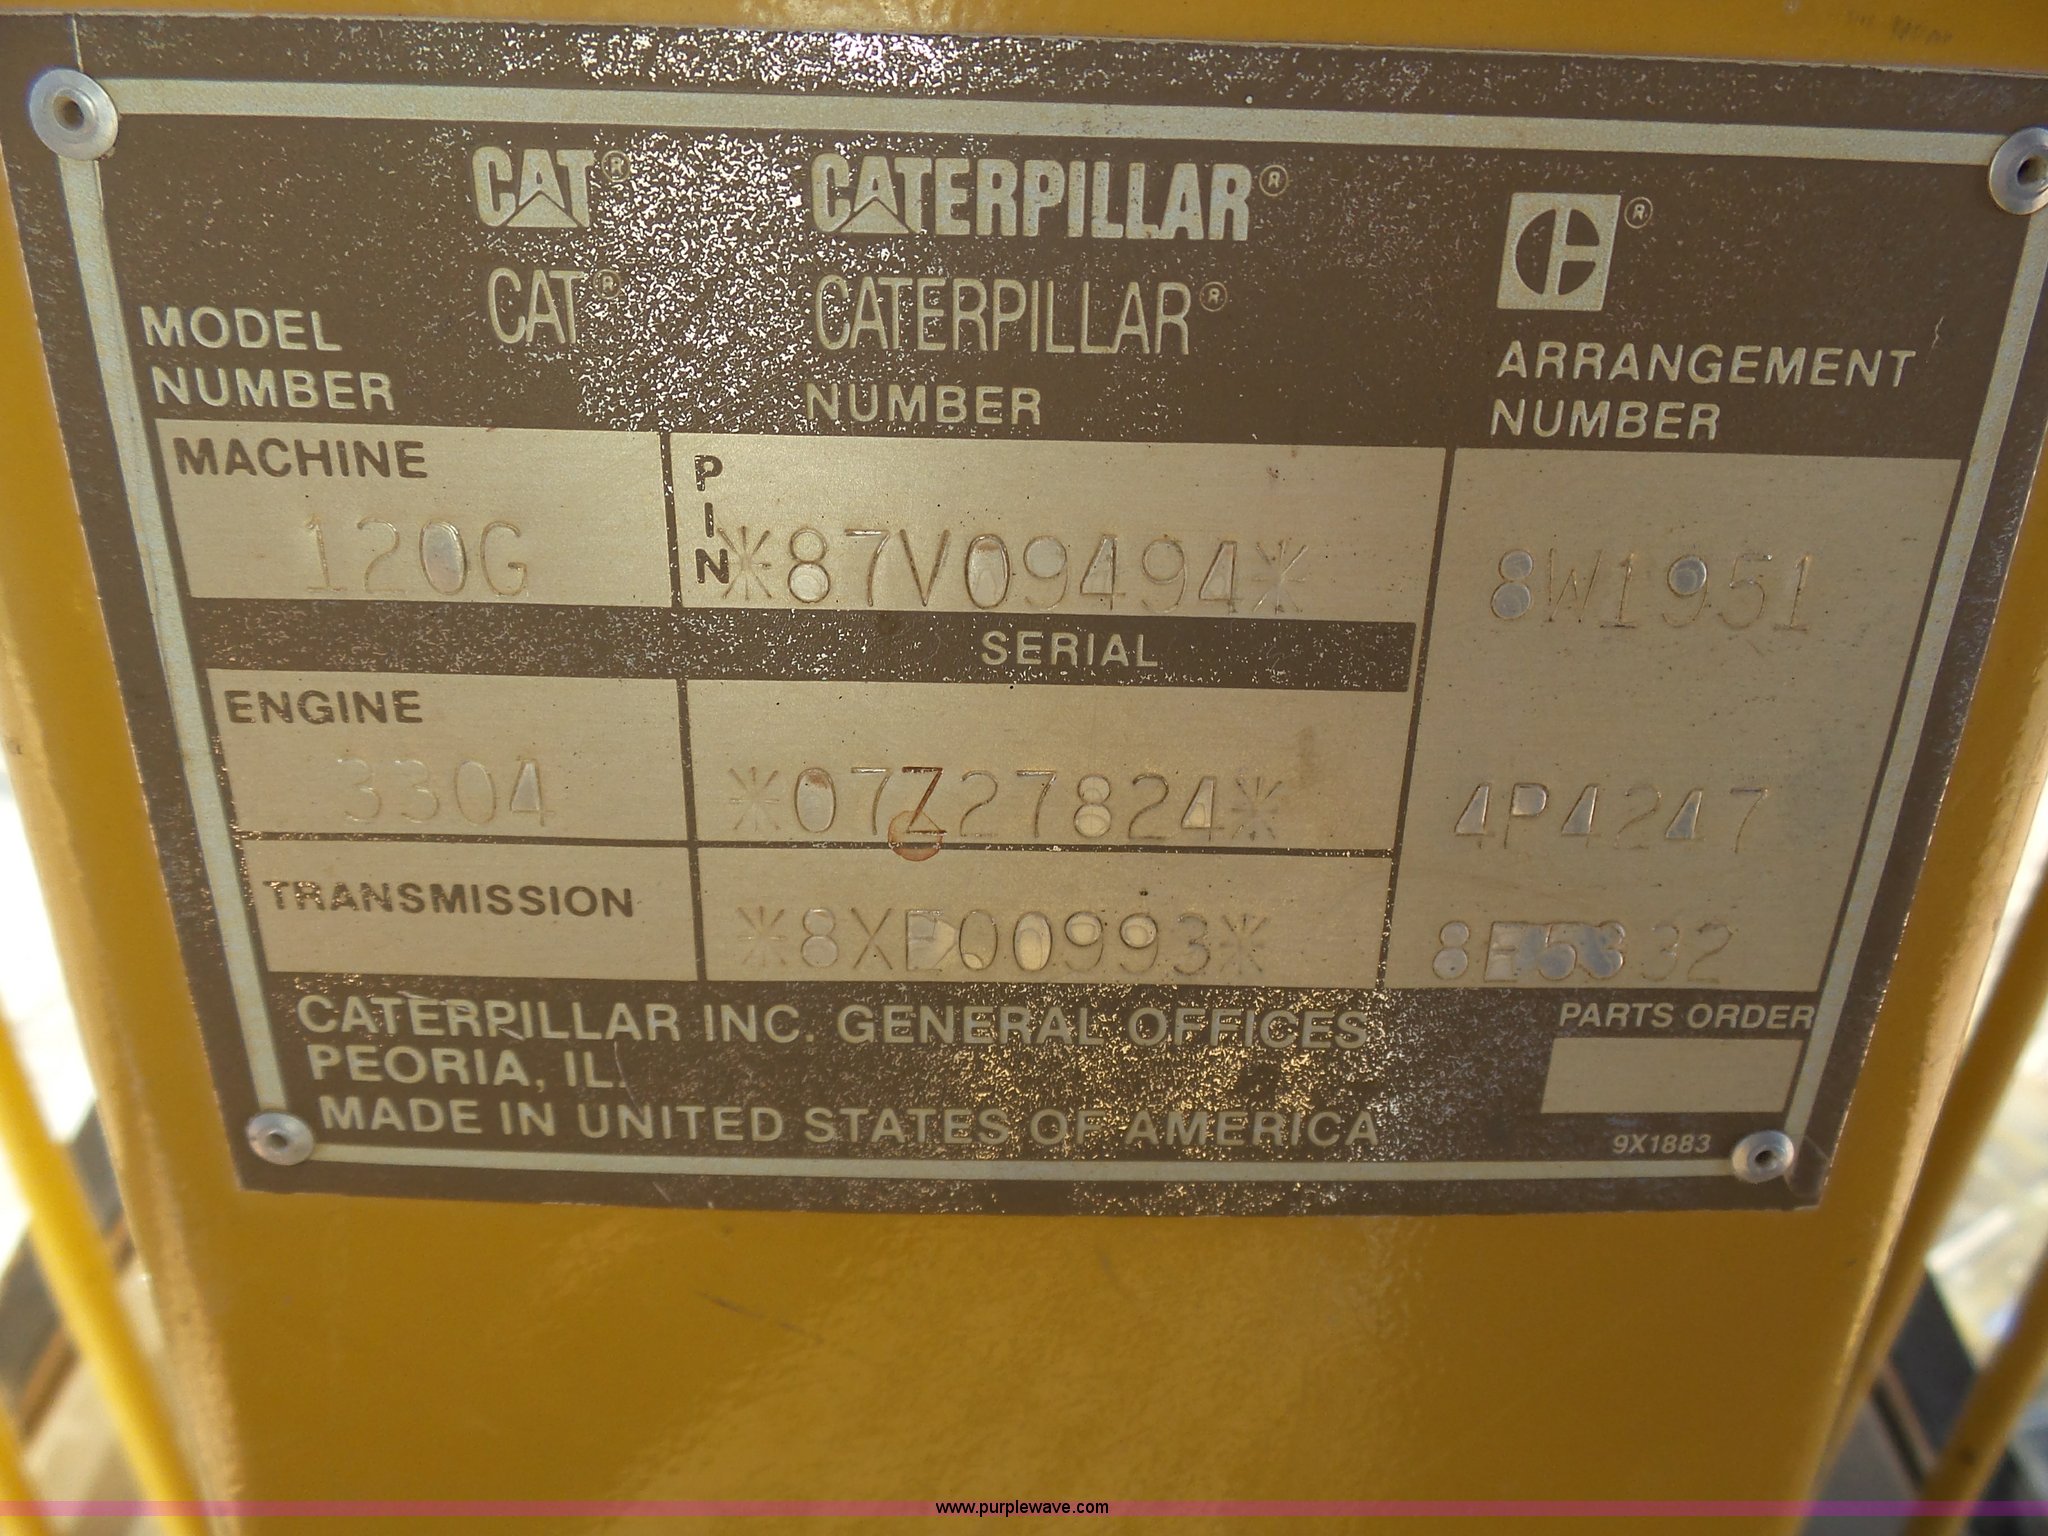 CAT® CATERPILLAR®
CAT® CATERPILLAR®
MODEL NUMBER
NUMBER
ARRANGEMENT NUMBER
MACHINE
120G
PIN
*87V09494*
8W1951
SERIAL
ENGINE
3304
*07Z27824*
4P4247
TRANSMISSION
*8XE00993*
8E5332
CATERPILLAR INC. GENERAL OFFICES
PEORIA, IL.
MADE IN UNITED STATES OF AMERICA
PARTS ORDER
9X1883
www.purplewave.com